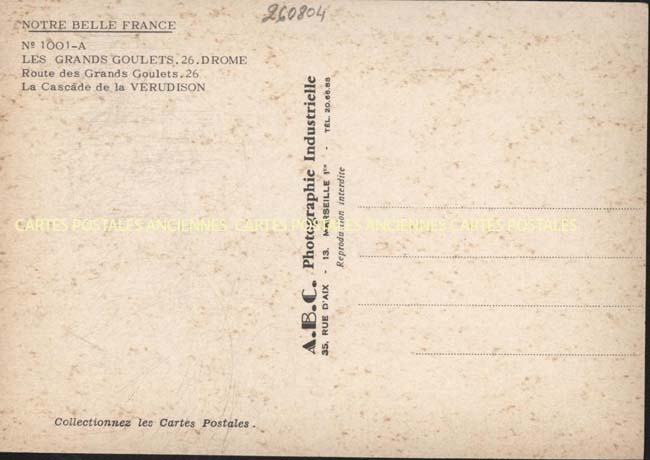 260804
NOTRE BELLE FRANCE
Nº 1001-A
LES GRANDS GOULETS.26.DROME
Route des Grands Goulets.26
La Cascade de la VERUDISON
A.B.C. Photographie Industrielle
35, RUE D'AIX - 13. MARSEILLE 1er - TÉL. 20.66.88
Reproduction interdite
CARTES POSTALES ANCIENNES CARTES POSTALES ANCIENNES CARTES POSTALES
Collectionnez les Cartes Postales.